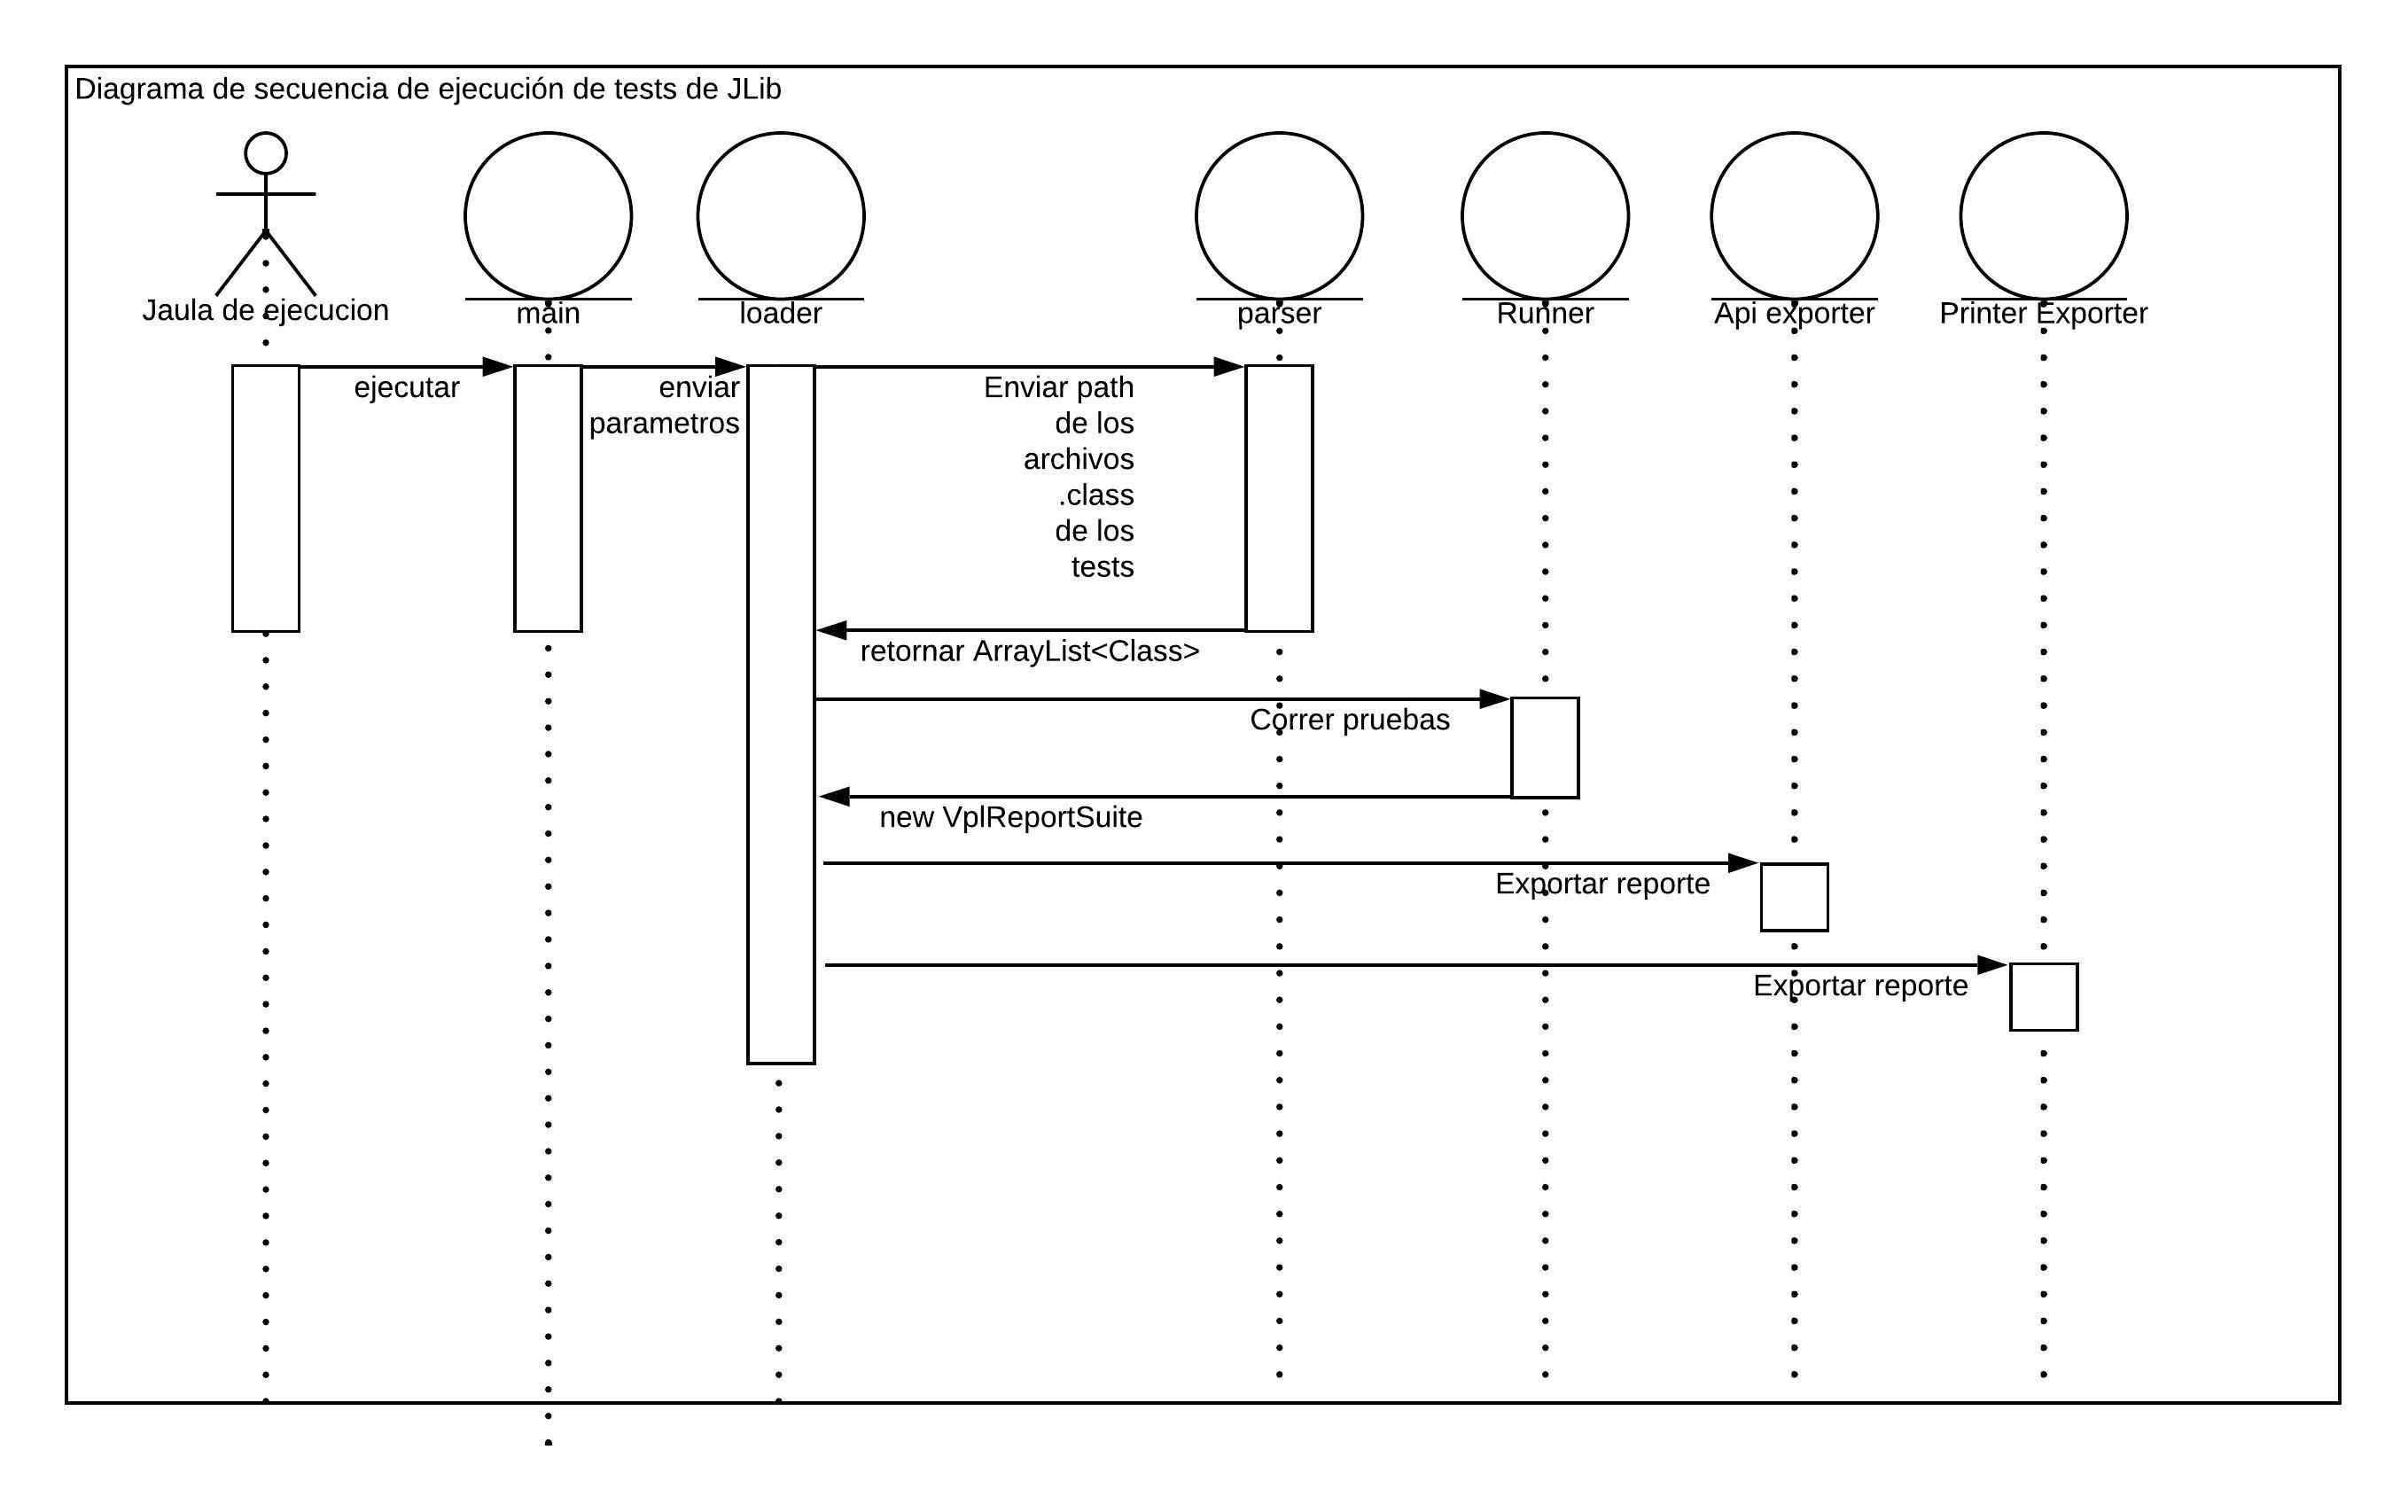 Diagrama de secuencia de ejecución de tests de JLib
Jaula de ejecucion
main
loader
parser
Runner
Api exporter
Printer Exporter
ejecutar
enviar
parametros
Enviar path
de los
archivos
.class
de los
tests
retornar ArrayList<Class>
Correr pruebas
new VplReportSuite
Exportar reporte
Exportar reporte